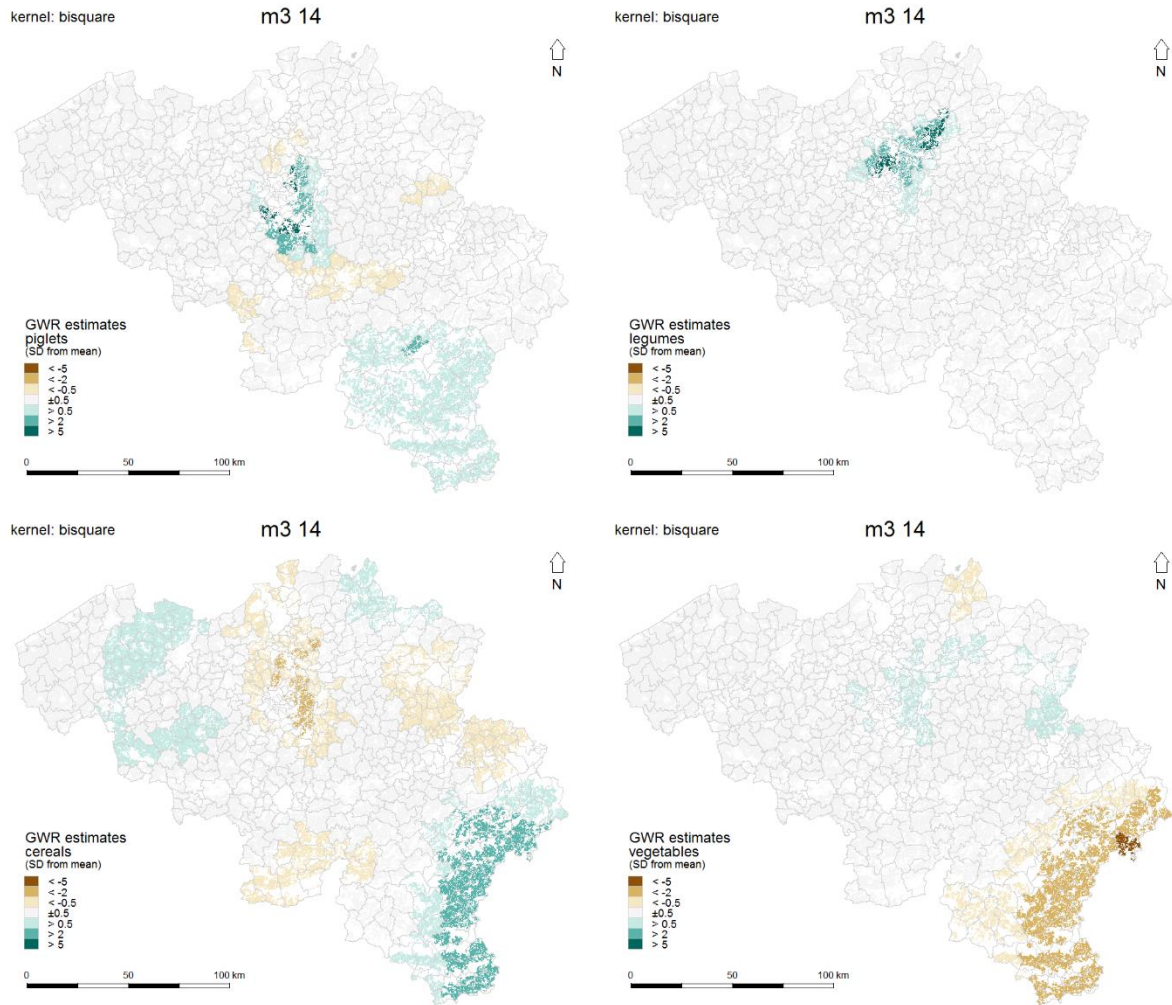 kernel: bisquare
m3 14
N
GWR estimates
piglets
(SD from mean)
< -5
< -2
< -0.5
±0.5
> 0.5
> 2
> 5
0 50 100 km
kernel: bisquare
m3 14
N
GWR estimates
legumes
(SD from mean)
< -5
< -2
< -0.5
±0.5
> 0.5
> 2
> 5
0 50 100 km
kernel: bisquare
m3 14
N
GWR estimates
cereals
(SD from mean)
< -5
< -2
< -0.5
±0.5
> 0.5
> 2
> 5
0 50 100 km
kernel: bisquare
m3 14
N
GWR estimates
vegetables
(SD from mean)
< -5
< -2
< -0.5
±0.5
> 0.5
> 2
> 5
0 50 100 km